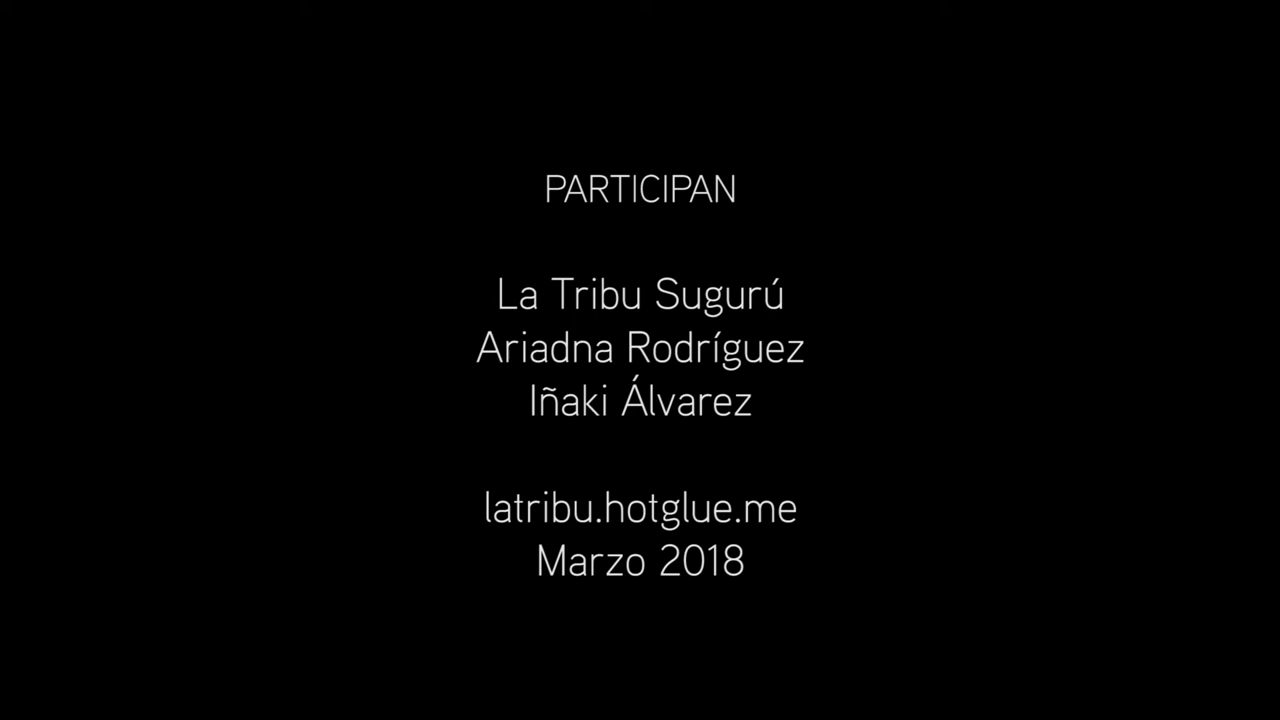 PARTICIPAN
La Tribu Sugurú
Ariadna Rodríguez
Iñaki Álvarez
latribu.hotglue.me
Marzo 2018